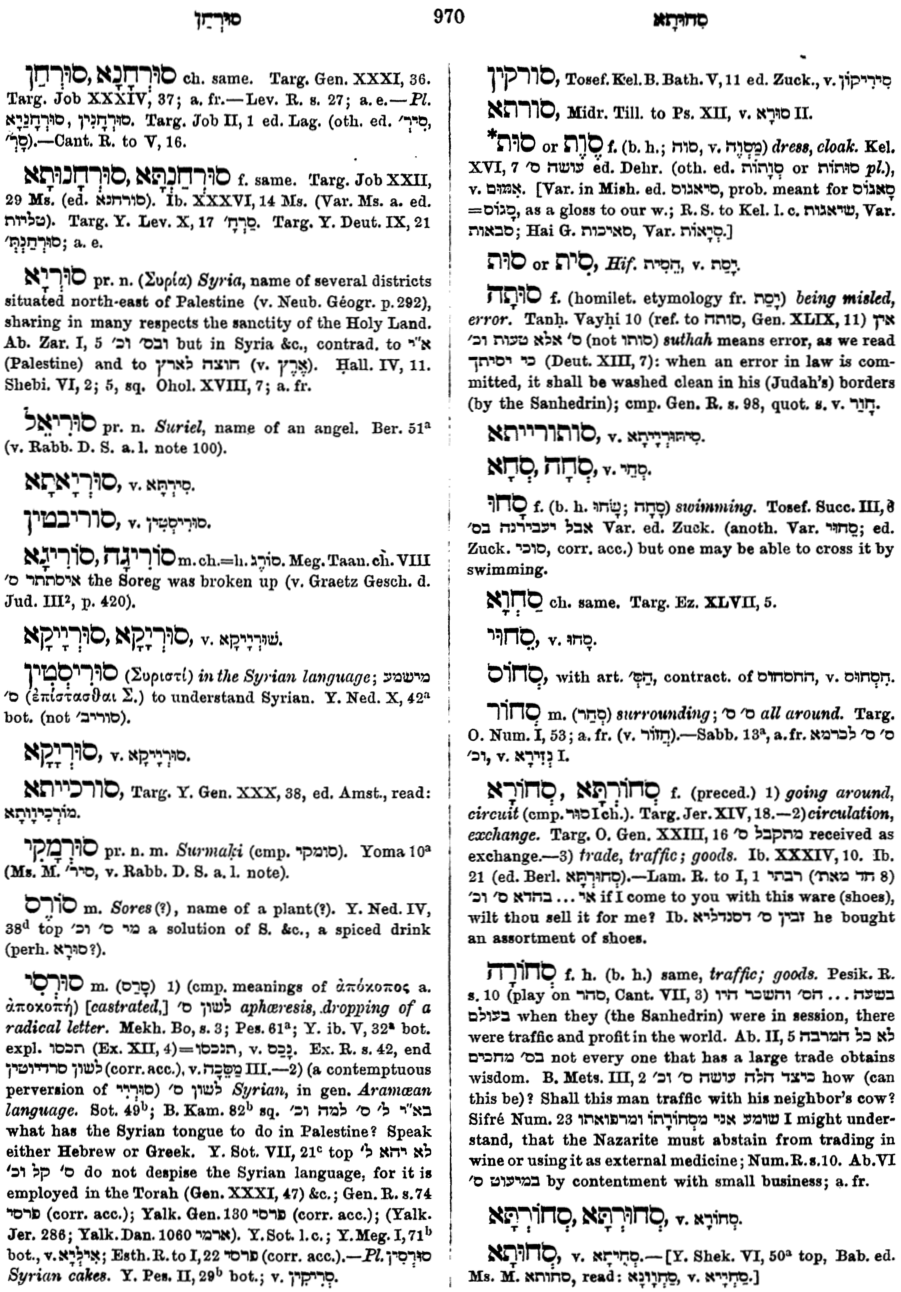 סוּרְחַן 970 סְחוּתָא
סוּרְחַן, סוּרְחָנָא ch. same. Targ. Gen. XXXI, 36.
Targ. Job XXXIV, 37; a. fr.—Lev. R. s. 27; a. e.—Pl.
סוּרְחָנִין, סוּרְחָנַיָּא. Targ. Job II, 1 ed. Lag. (oth. ed. סִיר׳,
סָר׳).—Cant. R. to V, 16.
סוּרְחַנְתָּא, סוּרְחָנוּתָא f. same. Targ. Job XXII,
29 Ms. (ed. סורחנא). Ib. XXXVI, 14 Ms. (Var. Ms. a. ed.
טליות). Targ. Y. Lev. X, 17 סַרְחָ׳. Targ. Y. Deut. IX, 21
סוּרְחַנְתְּ׳; a. e.
סוּרְיָא pr. n. (Συρία) Syria, name of several districts
situated north-east of Palestine (v. Neub. Géogr. p. 292),
sharing in many respects the sanctity of the Holy Land.
Ab. Zar. I, 5 ובס׳ וכ׳ but in Syria &c., contrad. to א״י
(Palestine) and to חוצה לארץ (v. אֶרֶץ). Ḥall. IV, 11.
Shebi. VI, 2; 5, sq. Ohol. XVIII, 7; a. fr.
סוּרִיאֵל pr. n. Suriel, name of an angel. Ber. 51ᵃ
(v. Rabb. D. S. a. l. note 100).
סוּרְיָאתָא, v. סִירְתָא.
סוריבטין, v. סוּרִיסְטִין.
סוֹרִיגָה, סוֹרִיגָא m. ch.=h. סוֹרֶג. Meg. Taan. ch. VIII
איסתתר ס׳ the Soreg was broken up (v. Graetz Gesch. d.
Jud. III², p. 420).
סוּרְיָקָא, סוּרְיָיקָא, v. שׁוּרְיָיקָא.
סוּרִיסְטִין (Συριστί) in the Syrian language; מישמע
ס׳ (ἐπίστασθαι Σ.) to understand Syrian. Y. Ned. X, 42ᵃ
bot. (not סוריב׳).
סוּרְיָקָא, v. סוּרְיָיקָא.
סורכייתא, Targ. Y. Gen. XXX, 38, ed. Amst., read:
מוֹרְכִיוָותָא.
סוּרְמָקִי pr. n. m. Surmaḳi (cmp. סומקי). Yoma 10ᵃ
(Ms. M. סיר׳, v. Rabb. D. S. a. l. note).
סוֹרֶס m. Sores (?), name of a plant(?). Y. Ned. IV,
38ᵈ top מי ס׳ וכ׳ a solution of S. &c., a spiced drink
(perh. סוּרָא?).
סוּרְסִי m. (סָרַס) 1) (cmp. meanings of ἀπόκοπος a.
ἀποκοπή) [castrated,] לשון ס׳ aphæresis, dropping of a
radical letter. Mekh. Bo, s. 3; Pes. 61ᵃ; Y. ib. V, 32ᵃ bot.
expl. תכסו (Ex. XII, 4)=תנכסו, v. נָכַס. Ex. R. s. 42, end
לשון סרדיוטין (corr. acc.), v. מַסֵּכָה III.—2) (a contemptuous
perversion of סוּרְיִי) לשון ס׳ Syrian, in gen. Aramæan
language. Sot. 49ᵇ; B. Kam. 82ᵇ sq. בא״י ל׳ ס׳ למה וכ׳
what has the Syrian tongue to do in Palestine? Speak
either Hebrew or Greek. Y. Sot. VII, 21ᶜ top לא יהא ל׳
ס׳ קל וכ׳ do not despise the Syrian language, for it is
employed in the Torah (Gen. XXXI, 47) &c.; Gen. R. s. 74
פרסי (corr. acc.); Yalk. Gen. 130 פרסי (corr. acc.); (Yalk.
Jer. 286; Yalk. Dan. 1060 ארמי). Y. Sot. l. c.; Y. Meg. I, 71ᵇ
bot., v. אִילְיָא; Esth. R. to I, 22 פרסי (corr. acc.).—Pl. סוּרְסִין
Syrian cakes. Y. Pes. II, 29ᵇ bot.; v. סְרִיקִין.
סורקין, Tosef. Kel. B. Bath. V, 11 ed. Zuck., v. סִירִיקוֹן.
סורתא, Midr. Till. to Ps. XII, v. סוּרָא II.
*סוּת or סֻוֶת f. (b. h.; סוה, v. מַסְוֶה) dress, cloak. Kel.
XVI, 7 עושה ס׳ ed. Dehr. (oth. ed. סֻוָּתוֹת or סותות pl.),
v. אִמּוּם. [Var. in Mish. ed. סיאגוס, prob. meant for סָאגוֹס
=סָגוֹס, as a gloss to our w.; R. S. to Kel. l. c. שיאגות, Var.
סבאות; Hai G. סאיכות, Var. סְיָאוֹת.]
סוּת or סִית, Hif. הֵסִית, v. יָסַת.
סוּתָה f. (homilet. etymology fr. יָסַת) being misled,
error. Tanḥ. Vayḥi 10 (ref. to סותה, Gen. XLIX, 11) אין
ס׳ אלא טעות וכ׳ (not סותו) suthah means error, as we read
כי יסיתך (Deut. XIII, 7): when an error in law is com-
mitted, it shall be washed clean in his (Judah's) borders
(by the Sanhedrin); cmp. Gen. R. s. 98, quot. s. v. חָוַר.
סותורייתא, v. סִיתּוּרְיָיתָא.
סְחָא, סְחָה, v. סְחֵי.
סָחוּ f. (b. h. שָׂחוּ; סָחָה) swimming. Tosef. Succ. III, 8
אבל יעבירנה בס׳ Var. ed. Zuck. (anoth. Var. סְחוּי; ed.
Zuck. סוכי, corr. acc.) but one may be able to cross it by
swimming.
סַחְוָא ch. same. Targ. Ez. XLVII, 5.
סְחוּי, v. סָחוּ.
סְחוֹס, with art. הַסְּ׳, contract. of התסחוס, v. חִסְחוּס.
סְחוֹר m. (סְחַר) surrounding; ס׳ ס׳ all around. Targ.
O. Num. I, 53; a. fr. (v. חֲזוֹר).—Sabb. 13ᵃ, a. fr. ס׳ ס׳ לכרמא
וכ׳, v. נְזִירָא I.
סְחוֹרְתָּא, סְחוֹרָא f. (preced.) 1) going around,
circuit (cmp. סוּר I ch.). Targ. Jer. XIV, 18.—2) circulation,
exchange. Targ. O. Gen. XXIII, 16 מתקבל ס׳ received as
exchange.—3) trade, traffic; goods. Ib. XXXIV, 10. Ib.
21 (ed. Berl. סְחוּרְתָּא).—Lam. R. to I, 1 רבתי (חד מאת׳ 8)
אי ... בחדא ס׳ וכ׳ if I come to you with this ware (shoes),
wilt thou sell it for me? Ib. זבין ס׳ דסנדליא he bought
an assortment of shoes.
סְחוֹרָה f. h. (b. h.) same, traffic; goods. Pesik. R.
s. 10 (play on סהר, Cant. VII, 3) בשעה ... הס׳ והשכר היו
בעולם when they (the Sanhedrin) were in session, there
were traffic and profit in the world. Ab. II, 5 לא כל המרבה
בס׳ מחכים not every one that has a large trade obtains
wisdom. B. Mets. III, 2 כיצד הלה עושה ס׳ וכ׳ how (can
this be)? Shall this man traffic with his neighbor's cow?
Sifré Num. 23 שומע אני מִסְּחוֹרָתוֹ ומרפואתו I might under-
stand, that the Nazarite must abstain from trading in
wine or using it as external medicine; Num. R. s. 10. Ab. VI
במיעוט ס׳ by contentment with small business; a. fr.
סְחוּרְתָּא, סְחוֹרְתָּא, v. סְחוֹרָא.
סְחוּתָא, v. סְחִיתָא.—[Y. Shek. VI, 50ᵃ top, Bab. ed.
Ms. M. סחותא, read: סַחְוָונָא, v. סַחְיָיא.]